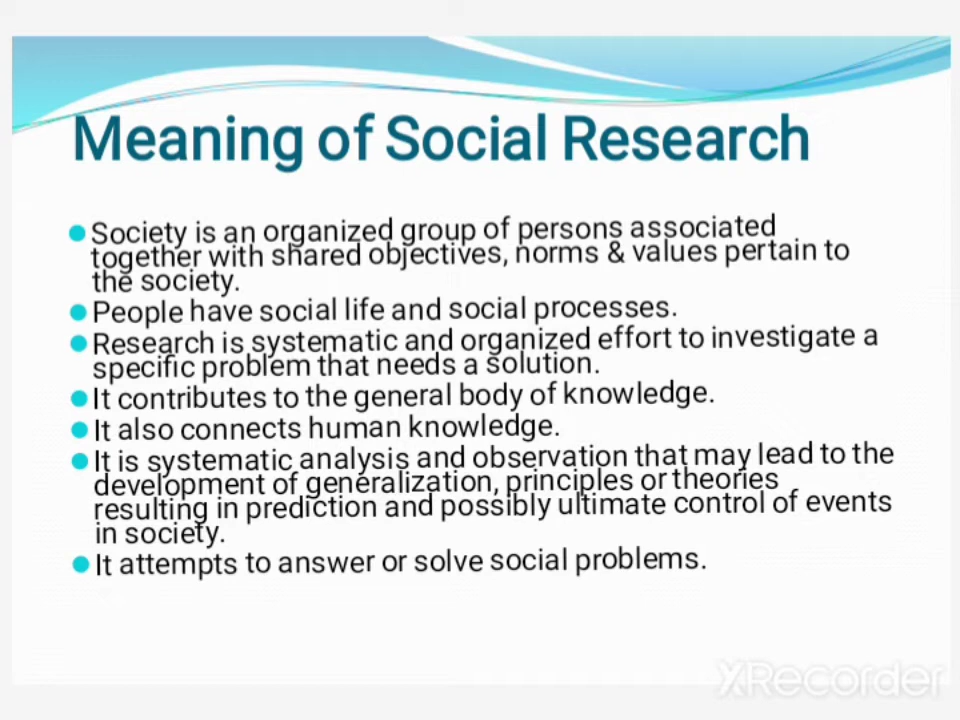 Meaning of Social Research
Society is an organized group of persons associated
together with shared objectives, norms & values pertain to
the society.
People have social life and social processes.
Research is systematic and organized effort to investigate a
specific problem that needs a solution.
It contributes to the general body of knowledge.
It also connects human knowledge.
It is systematic analysis and observation that may lead to the
development of generalization, principles or theories
resulting in prediction and possibly ultimate control of events
in society.
It attempts to answer or solve social problems.
XRecorder